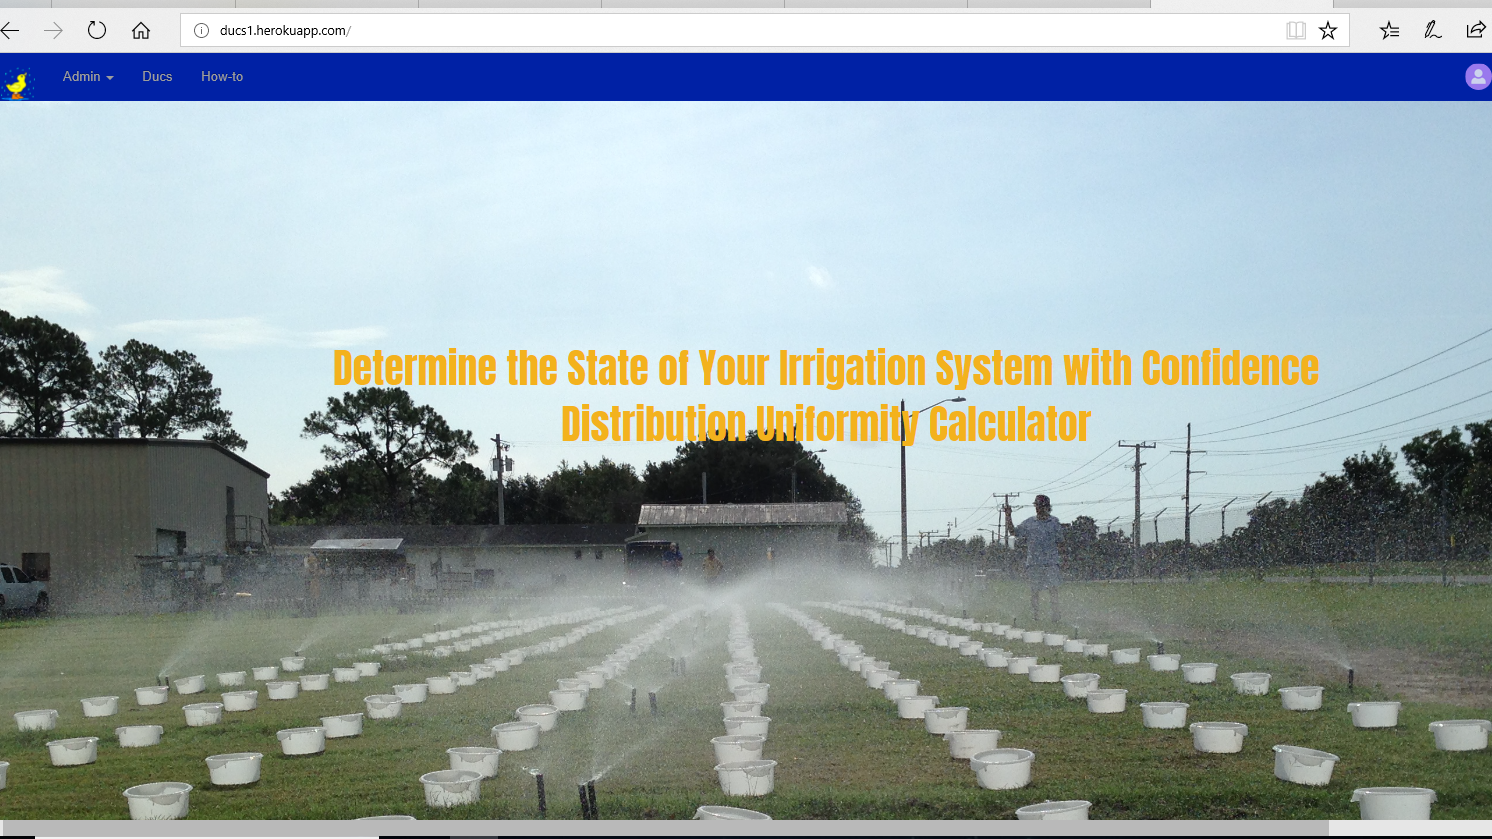 ducs1.herokuapp.com/
Admin
Ducs
How-to
Determine the State of Your Irrigation System with Confidence
Distribution Uniformity Calculator